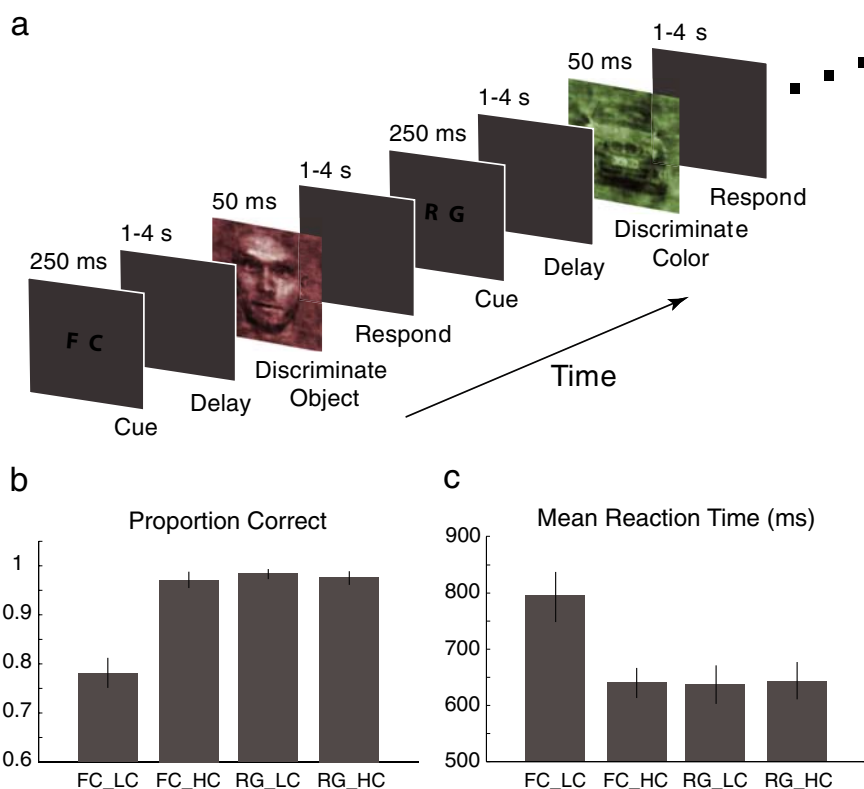 a
250 ms
F C
Cue
1-4 s
Delay
50 ms
Discriminate
Object
1-4 s
Respond
250 ms
R G
Cue
1-4 s
Delay
50 ms
Discriminate
Color
1-4 s
Respond
Time
b
Proportion Correct
1
0.9
0.8
0.7
0.6
FC_LC FC_HC RG_LC RG_HC
c
Mean Reaction Time (ms)
900
800
700
600
500
FC_LC FC_HC RG_LC RG_HC